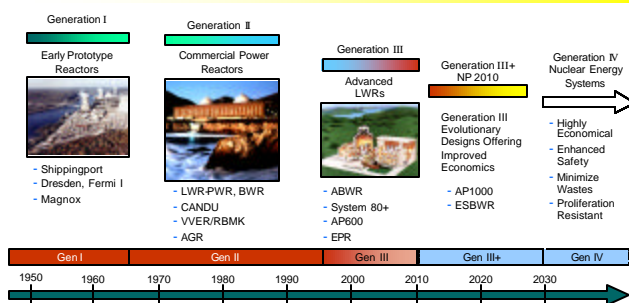 Generation I
Early Prototype
Reactors
- Shippingport
- Dresden, Fermi I
- Magnox
Generation II
Commercial Power
Reactors
- LWR-PWR, BWR
- CANDU
- VVER/RBMK
- AGR
Generation III
Advanced
LWRs
- ABWR
- System 80+
- AP600
- EPR
Generation III+
NP 2010
Generation III
Evolutionary
Designs Offering
Improved
Economics
- AP1000
- ESBWR
Generation IV
Nuclear Energy
Systems
- Highly
Economical
- Enhanced
Safety
- Minimize
Wastes
- Proliferation
Resistant
Gen I Gen II Gen III Gen III+ Gen IV
1950 1960 1970 1980 1990 2000 2010 2020 2030